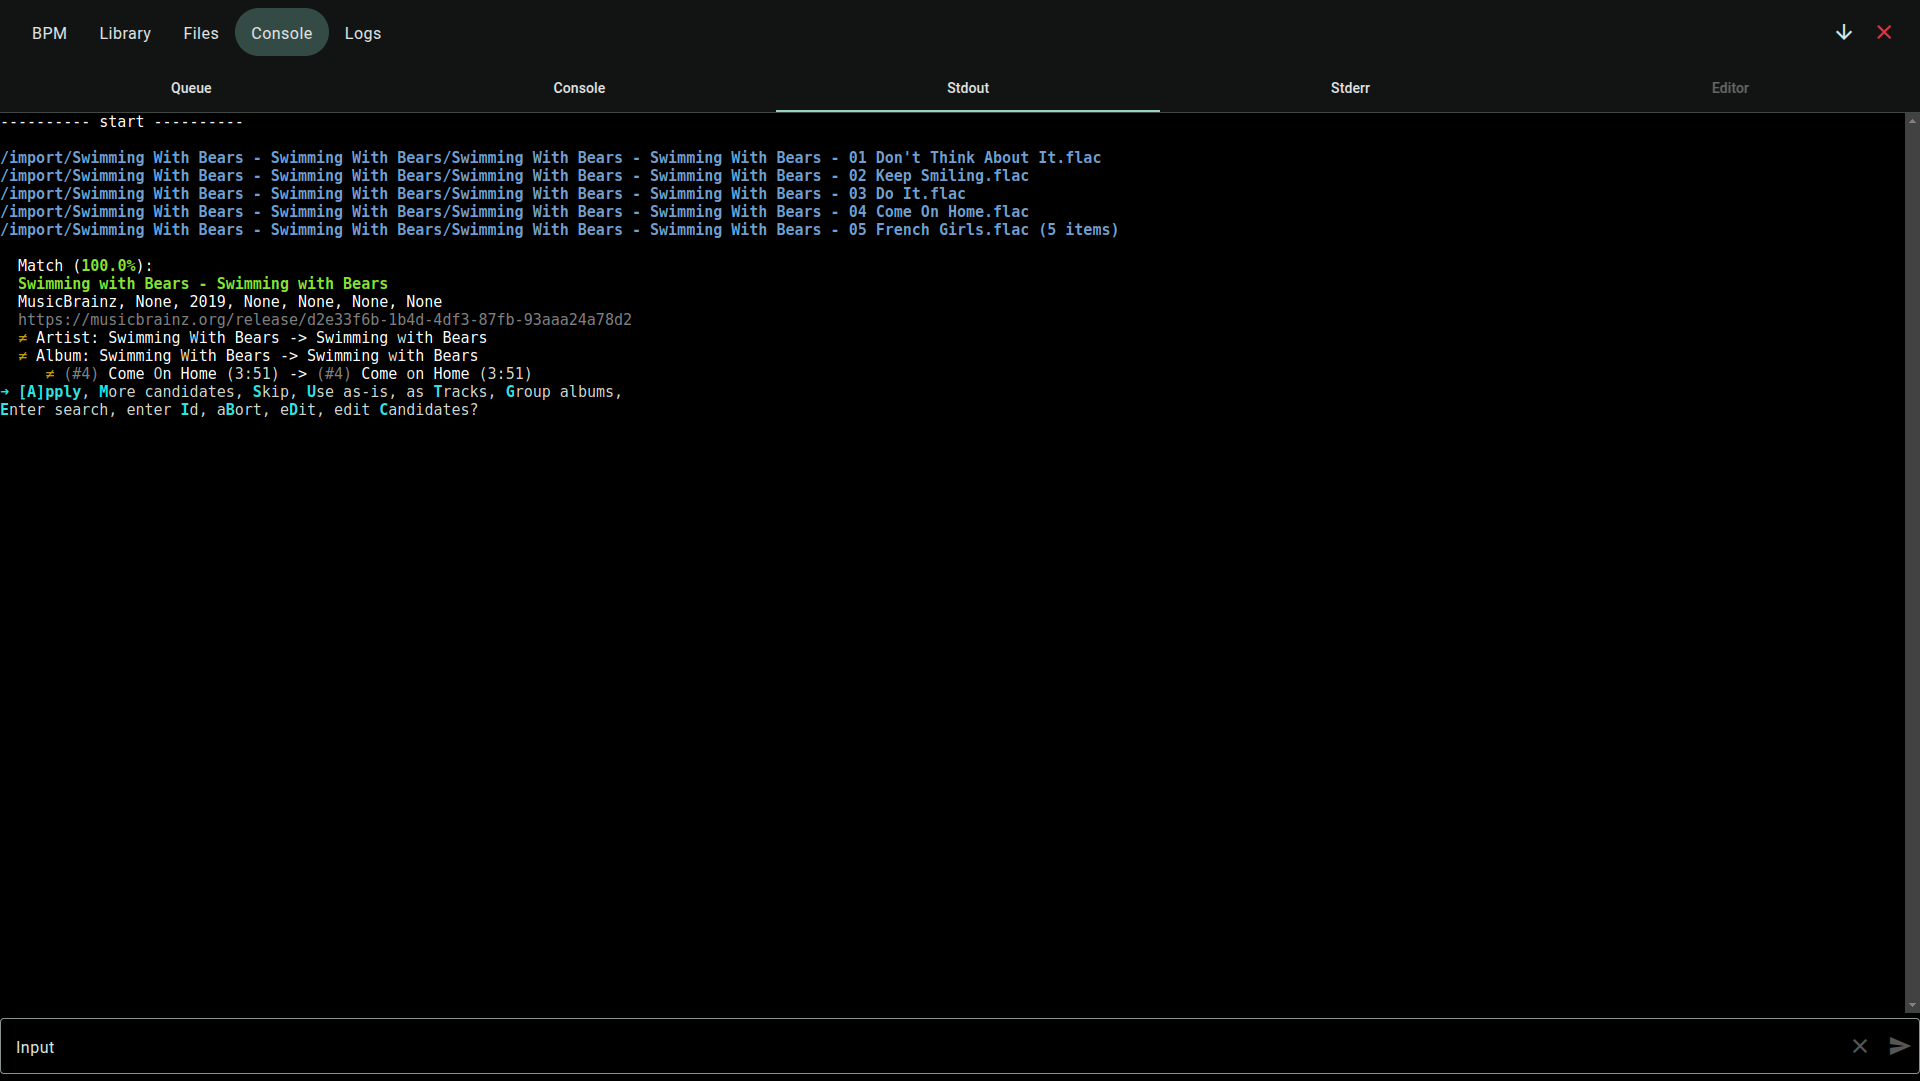 BPM Library Files Console Logs
Queue Console Stdout Stderr Editor
---------- start ----------
/import/Swimming With Bears - Swimming With Bears/Swimming With Bears - Swimming With Bears - 01 Don't Think About It.flac
/import/Swimming With Bears - Swimming With Bears/Swimming With Bears - Swimming With Bears - 02 Keep Smiling.flac
/import/Swimming With Bears - Swimming With Bears/Swimming With Bears - Swimming With Bears - 03 Do It.flac
/import/Swimming With Bears - Swimming With Bears/Swimming With Bears - Swimming With Bears - 04 Come On Home.flac
/import/Swimming With Bears - Swimming With Bears/Swimming With Bears - Swimming With Bears - 05 French Girls.flac (5 items)
Match (100.0%):
Swimming with Bears - Swimming with Bears
MusicBrainz, None, 2019, None, None, None, None
https://musicbrainz.org/release/d2e33f6b-1b4d-4df3-87fb-93aaa24a78d2
≠ Artist: Swimming With Bears -> Swimming with Bears
≠ Album: Swimming With Bears -> Swimming with Bears
≠ (#4) Come On Home (3:51) -> (#4) Come on Home (3:51)
➜ [A]pply, More candidates, Skip, Use as-is, as Tracks, Group albums,
Enter search, enter Id, aBort, eDit, edit Candidates?
Input